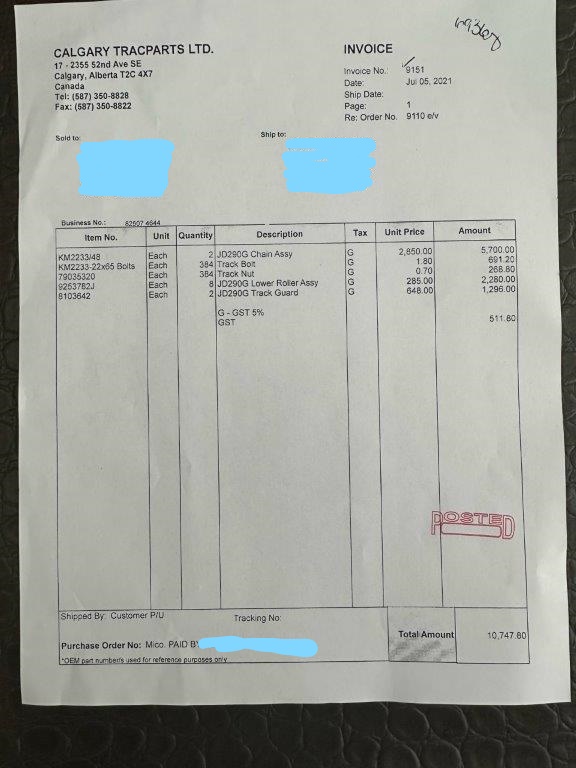 CALGARY TRACPARTS LTD.
17 - 2355 52nd Ave SE
Calgary, Alberta T2C 4X7
Canada
Tel: (587) 350-8828
Fax: (587) 350-8822
INVOICE
Invoice No.: 9151
Date: Jul 05, 2021
Ship Date:
Page: 1
Re: Order No. 9110 e/v
Sold to:
Ship to:
Business No.: 82507 4644
Item No. Unit Quantity Description Tax Unit Price Amount
KM2233/48 Each 2 JD290G Chain Assy G 2,850.00 5,700.00
KM2233-22x65 Bolts Each 384 Track Bolt G 1.80 691.20
79035320 Each 384 Track Nut G 0.70 268.80
9253782J Each 8 JD290G Lower Roller Assy G 285.00 2,280.00
8103642 Each 2 JD290G Track Guard G 648.00 1,296.00
G - GST 5%
GST 511.80
POSTED
Shipped By: Customer P/U Tracking No:
Total Amount 10,747.80
Purchase Order No: Mico. PAID BY
*OEM part number/s used for reference purposes only